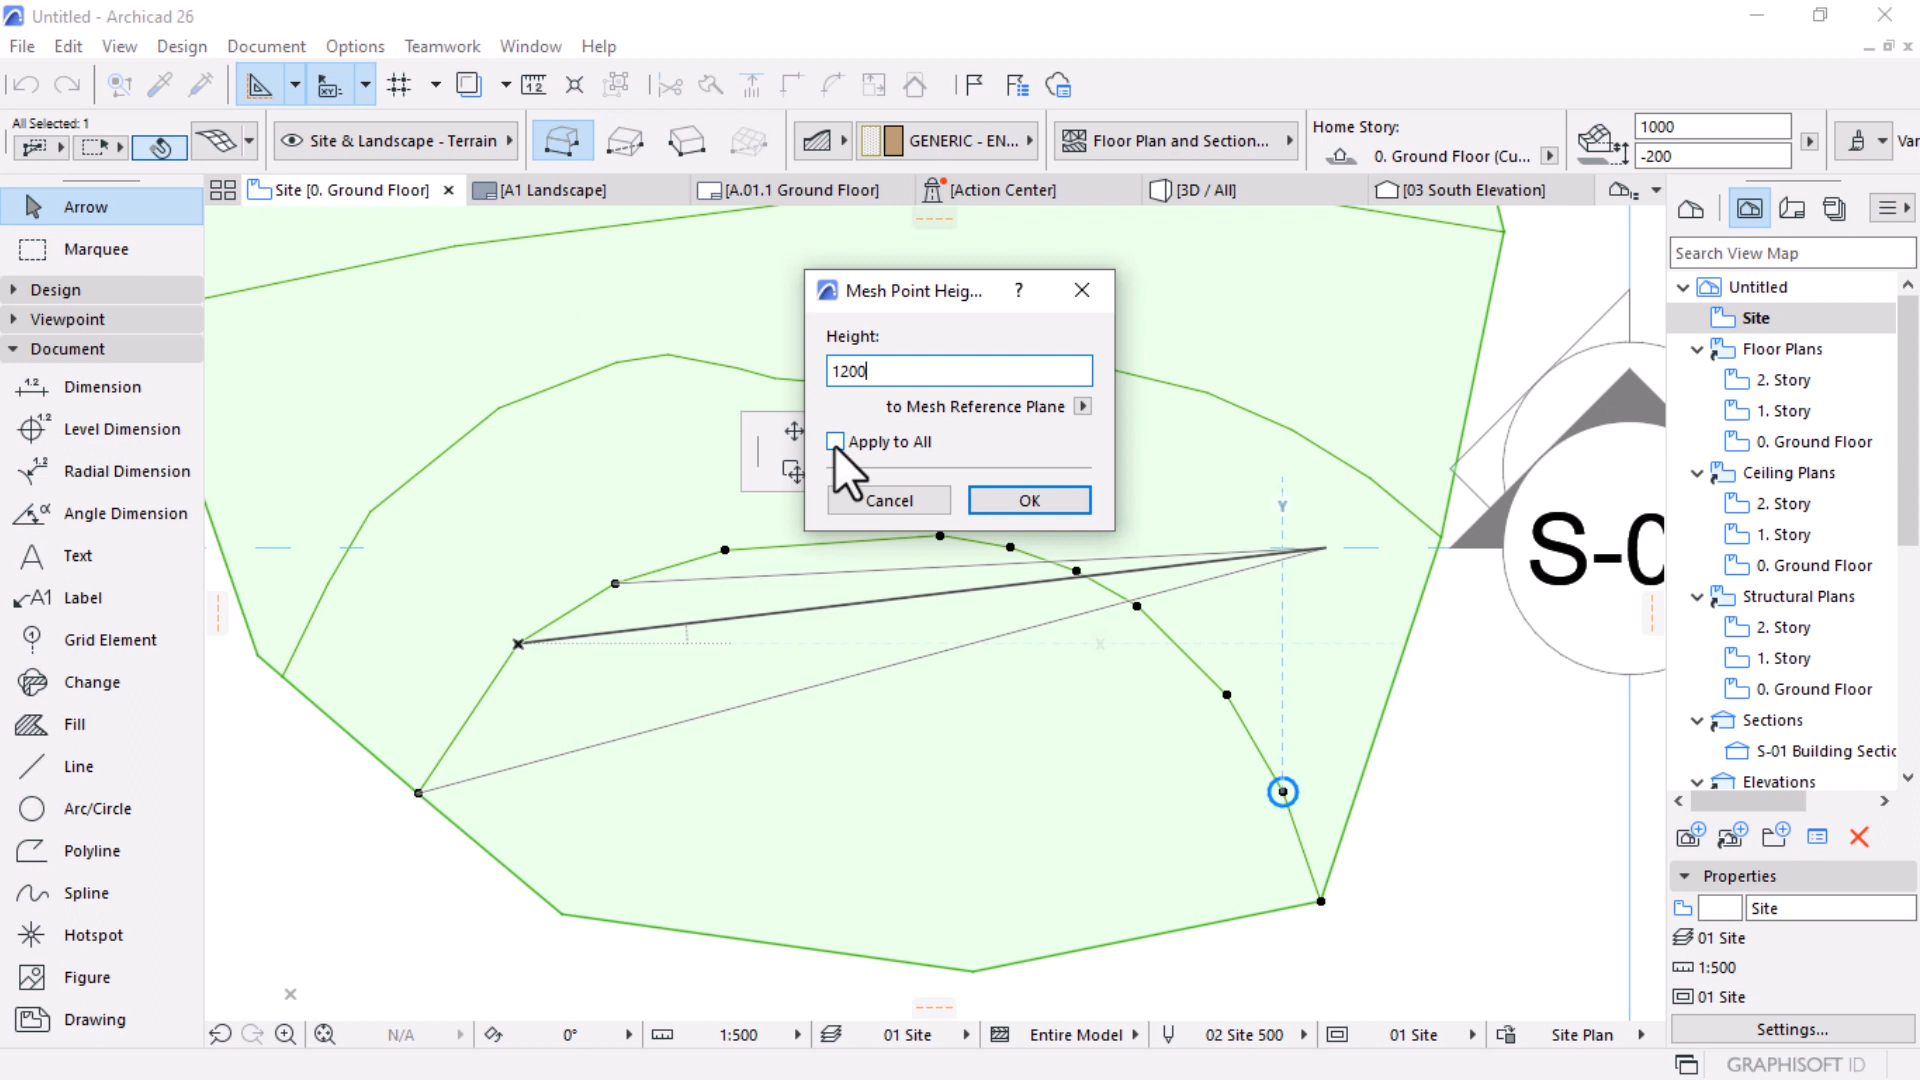 Untitled - Archicad 26
File Edit View Design Document Options Teamwork Window Help
All Selected: 1
Site & Landscape - Terrain
GENERIC - EN...
Floor Plan and Section...
Home Story:
0. Ground Floor (Cu...
1000
-200
Var
Site [0. Ground Floor]
[A1 Landscape]
[A.01.1 Ground Floor]
[Action Center]
[3D / All]
[03 South Elevation]
Arrow
Marquee
Design
Viewpoint
Document
Dimension
Level Dimension
Radial Dimension
Angle Dimension
Text
Label
Grid Element
Change
Fill
Line
Arc/Circle
Polyline
Spline
Hotspot
Figure
Drawing
Mesh Point Heig... ?
Height:
1200
to Mesh Reference Plane
Apply to All
Cancel
OK
Y
X
S-0
Search View Map
Untitled
Site
Floor Plans
2. Story
1. Story
0. Ground Floor
Ceiling Plans
2. Story
1. Story
0. Ground Floor
Structural Plans
2. Story
1. Story
0. Ground Floor
Sections
S-01 Building Sectic
Elevations
Properties
Site
01 Site
1:500
01 Site
Settings...
N/A
0°
1:500
01 Site
Entire Model
02 Site 500
01 Site
Site Plan
GRAPHISOFT ID